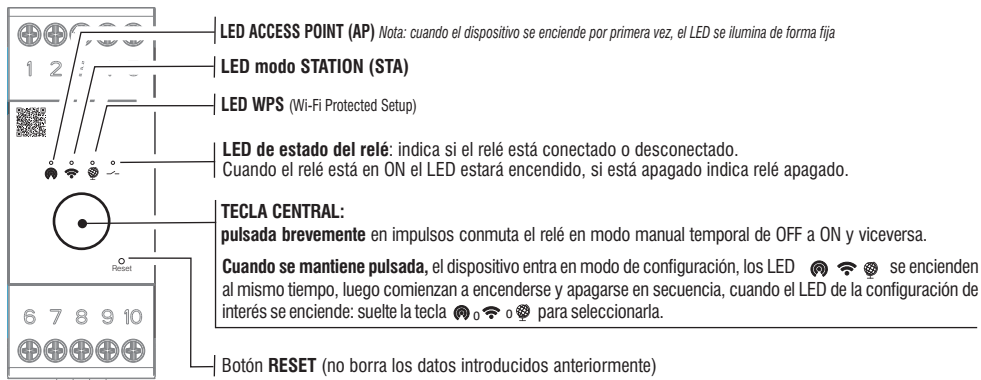 LED ACCESS POINT (AP) Nota: cuando el dispositivo se enciende por primera vez, el LED se ilumina de forma fija
1 2
LED modo STATION (STA)
LED WPS (Wi-Fi Protected Setup)
LED de estado del relé: indica si el relé está conectado o desconectado.
Cuando el relé está en ON el LED estará encendido, si está apagado indica relé apagado.
TECLA CENTRAL:
pulsada brevemente en impulsos conmuta el relé en modo manual temporal de OFF a ON y viceversa.
Cuando se mantiene pulsada, el dispositivo entra en modo de configuración, los LED se encienden
al mismo tiempo, luego comienzan a encenderse y apagarse en secuencia, cuando el LED de la configuración de
interés se enciende: suelte la tecla o o para seleccionarla.
Reset
6 7 8 9 10
Botón RESET (no borra los datos introducidos anteriormente)